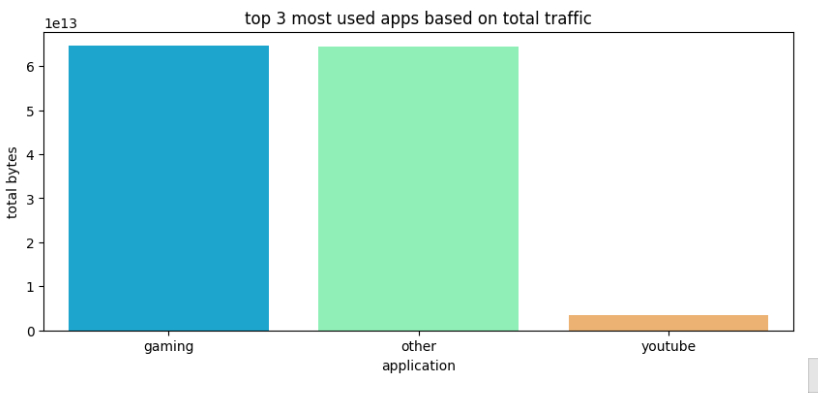 top 3 most used apps based on total traffic
1e13
6
5
4
3
2
1
0
total bytes
gaming other youtube
application